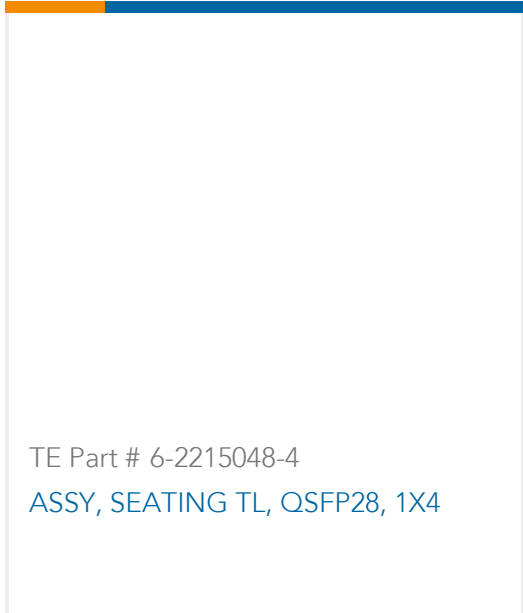 TE Part # 6-2215048-4
ASSY, SEATING TL, QSFP28, 1X4